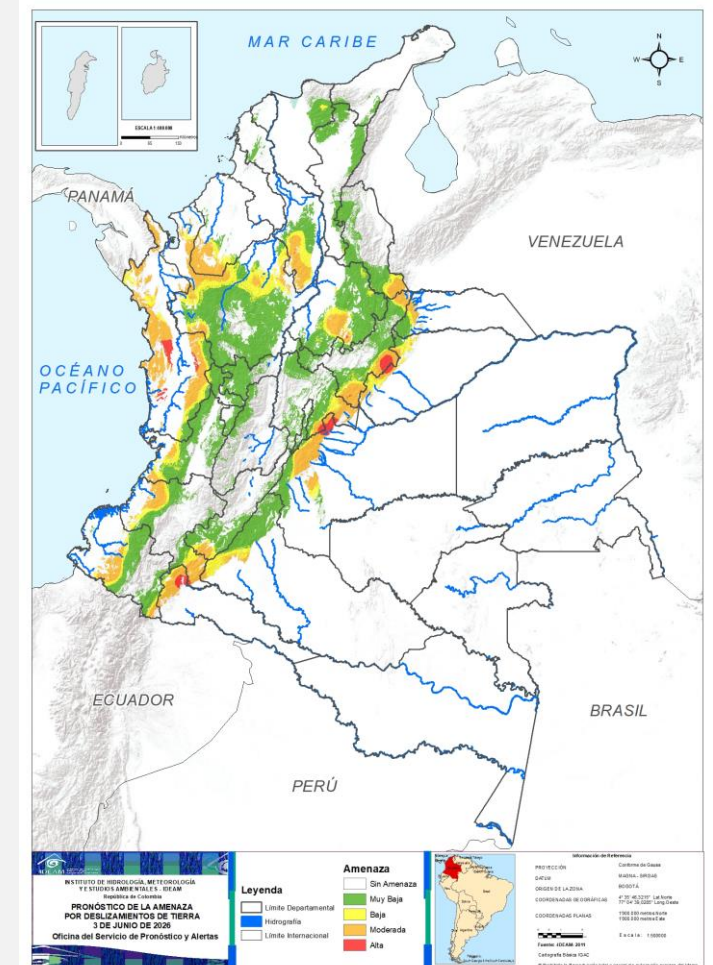 MAR CARIBE
N
W
E
S
ESCALA 1:
PANAMÁ
VENEZUELA
OCÉANO
PACÍFICO
ECUADOR
BRASIL
PERÚ
IDEAM
INSTITUTO DE HIDROLOGÍA, METEOROLOGÍA
Y ESTUDIOS AMBIENTALES - IDEAM
República de Colombia
PRONÓSTICO DE LA AMENAZA
POR DESLIZAMIENTOS DE TIERRA
3 DE JUNIO DE 2026
Oficina del Servicio de Pronóstico y Alertas
Leyenda
Límite Departamental
Hidrografía
Límite Internacional
Amenaza
Sin Amenaza
Muy Baja
Baja
Moderada
Alta
Información de Referencia
PROYECCIÓN Conforme de Gauss
DATUM MAGNA - SIRGAS
ORIGEN DE LA ZONA BOGOTÁ
COORDENADAS GEOGRÁFICAS
COORDENADAS PLANAS
Escala:
Fuente: IDEAM. 2011
Cartografía Básica IGAC